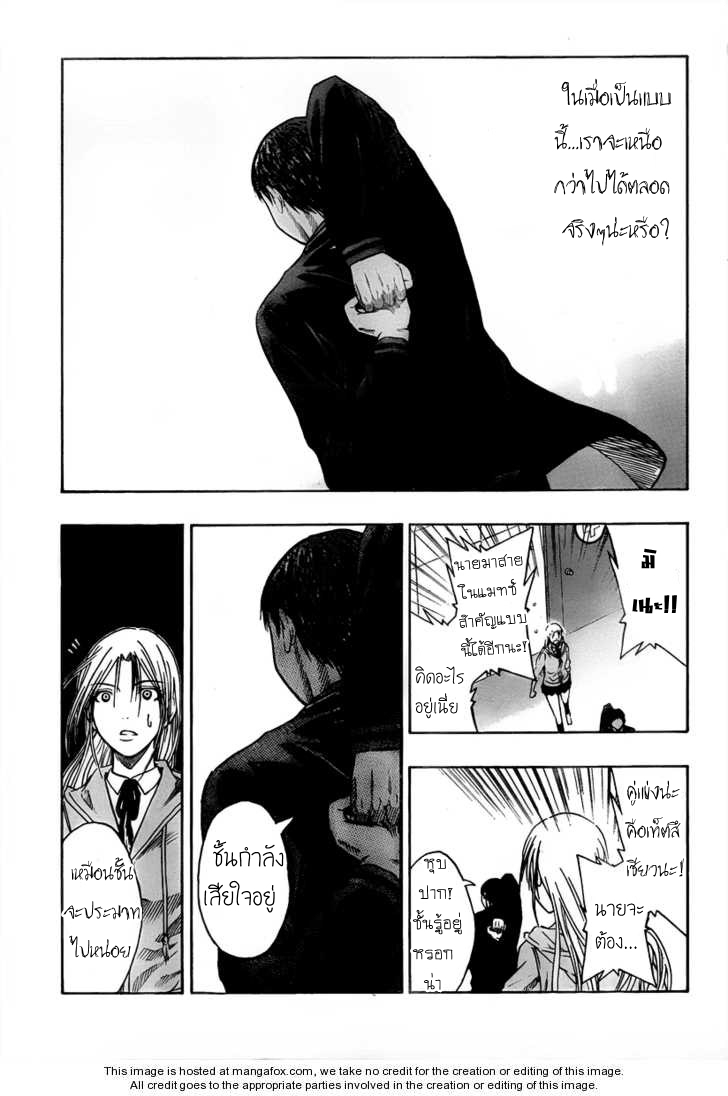 ในเมื่อเป็นแบบ
นี้...เราจะเหนือ
กว่าไปได้ตลอด
จริงๆน่ะหรือ?
มิ
เนะ!!
นายมาสาย
ในแมทซ์
สำคัญแบบ
นี้ได้อีกนะ!
คิดอะไร
อยู่เนี่ย
คู่แข่งน่ะ
คือเท็ตสึ
เชียวนะ!
นายจะ
ต้อง...
หุบ
ปาก!
ชั้นรู้อยู่
หรอก
น่า
ชั้นกำลัง
เสียใจอยู่
เหมือนชั้น
จะประมาท
ไปหน่อย
This image is hosted at mangafox.com, we take no credit for the creation or editing of this image.
All credit goes to the appropriate parties involved in the creation or editing of this image.